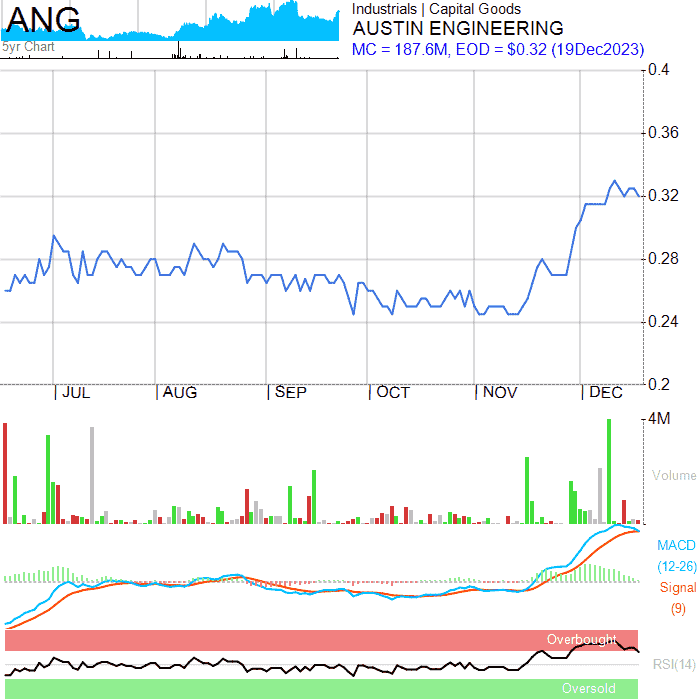 ANG
5yr Chart
Industrials | Capital Goods
AUSTIN ENGINEERING
MC = 187.6M, EOD = $0.32 (19Dec2023)
0.4
0.36
0.32
0.28
0.24
0.2
JUL AUG SEP OCT NOV DEC
4M
Volume
MACD
(12-26)
Signal
(9)
Overbought
RSI(14)
Oversold